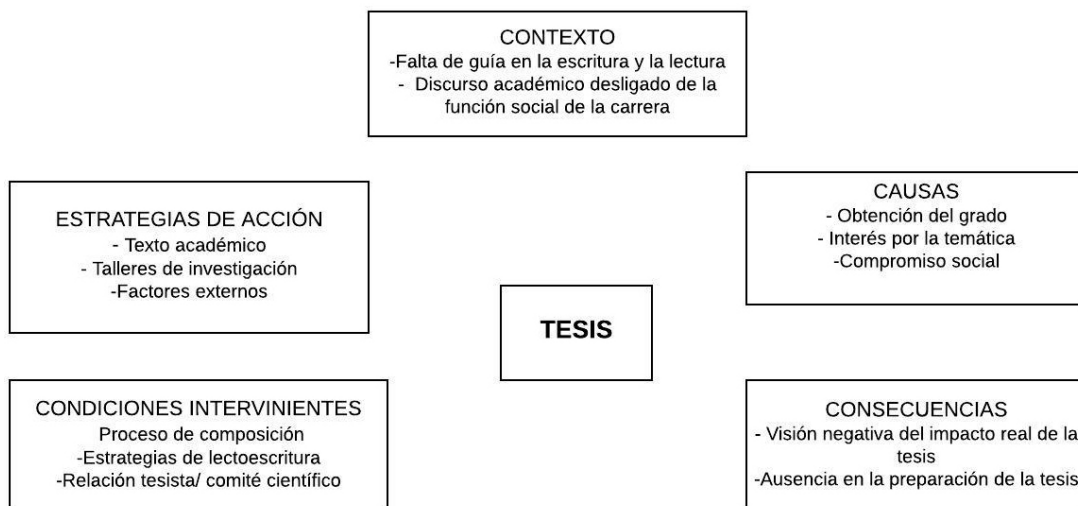 CONTEXTO
-Falta de guía en la escritura y la lectura
- Discurso académico desligado de la
función social de la carrera
ESTRATEGIAS DE ACCIÓN
- Texto académico
- Talleres de investigación
-Factores externos
CAUSAS
- Obtención del grado
- Interés por la temática
-Compromiso social
TESIS
CONDICIONES INTERVINIENTES
Proceso de composición
-Estrategias de lectoescritura
-Relación tesista/ comité científico
CONSECUENCIAS
- Visión negativa del impacto real de la
tesis
-Ausencia en la preparación de la tesis